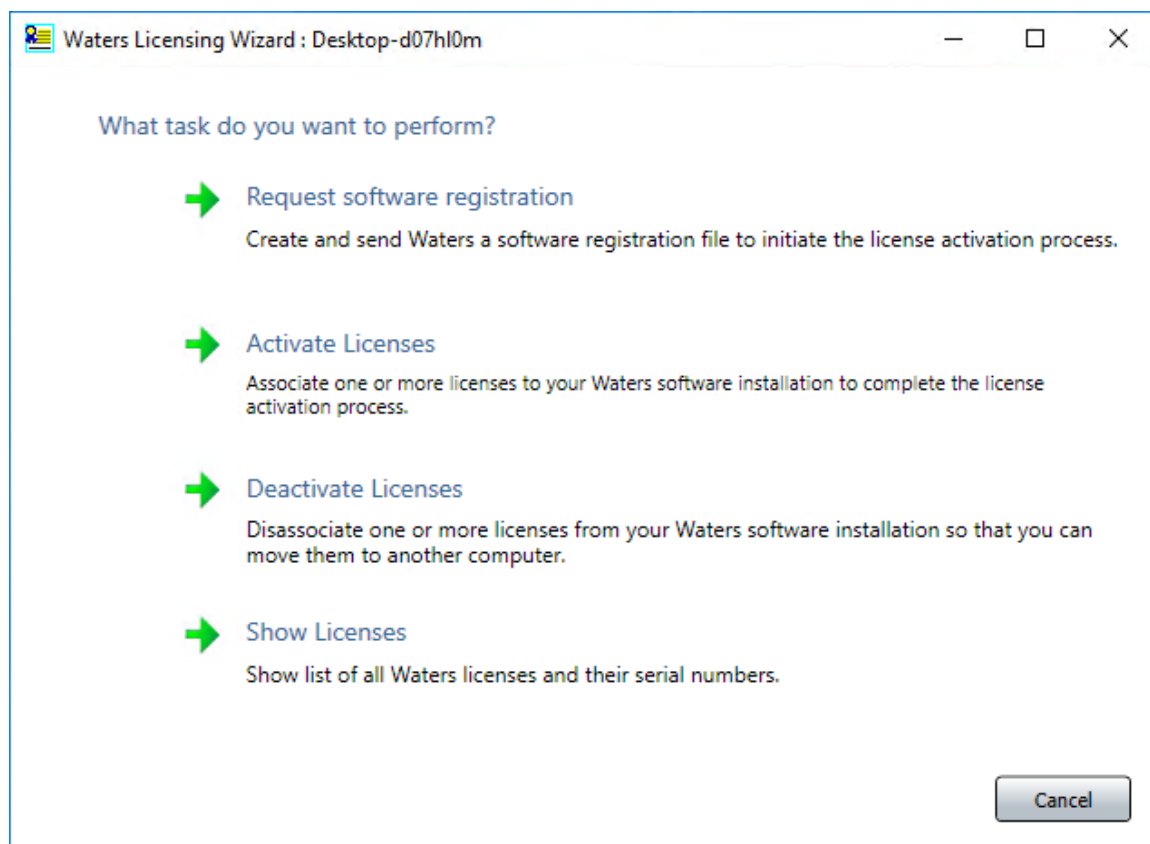 Waters Licensing Wizard : Desktop-d07hl0m
What task do you want to perform?
Request software registration
Create and send Waters a software registration file to initiate the license activation process.
Activate Licenses
Associate one or more licenses to your Waters software installation to complete the license
activation process.
Deactivate Licenses
Disassociate one or more licenses from your Waters software installation so that you can
move them to another computer.
Show Licenses
Show list of all Waters licenses and their serial numbers.
Cancel